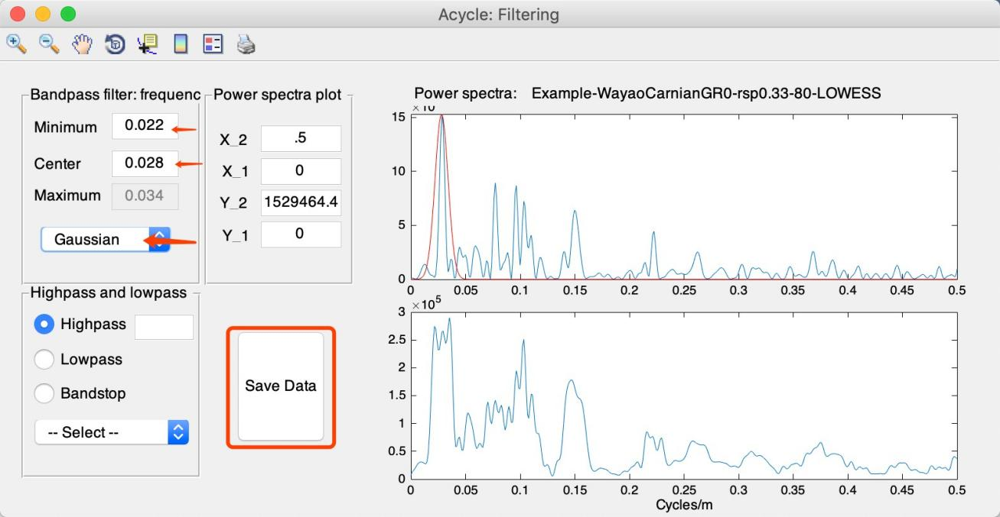 Acycle: Filtering
Bandpass filter: frequenc
Minimum 0.022
Center 0.028
Maximum 0.034
Gaussian
Power spectra plot
X_2 .5
X_1 0
Y_2 1529464.4
Y_1 0
Highpass and lowpass
Highpass
Lowpass
Bandstop
-- Select --
Save Data
Power spectra: Example-WayaoCarnianGR0-rsp0.33-80-LOWESS
15
10
5
0
0 0.05 0.1 0.15 0.2 0.25 0.3 0.35 0.4 0.45 0.5
×10⁵
3
2.5
2
1.5
1
0.5
0
0 0.05 0.1 0.15 0.2 0.25 0.3 0.35 0.4 0.45 0.5
Cycles/m